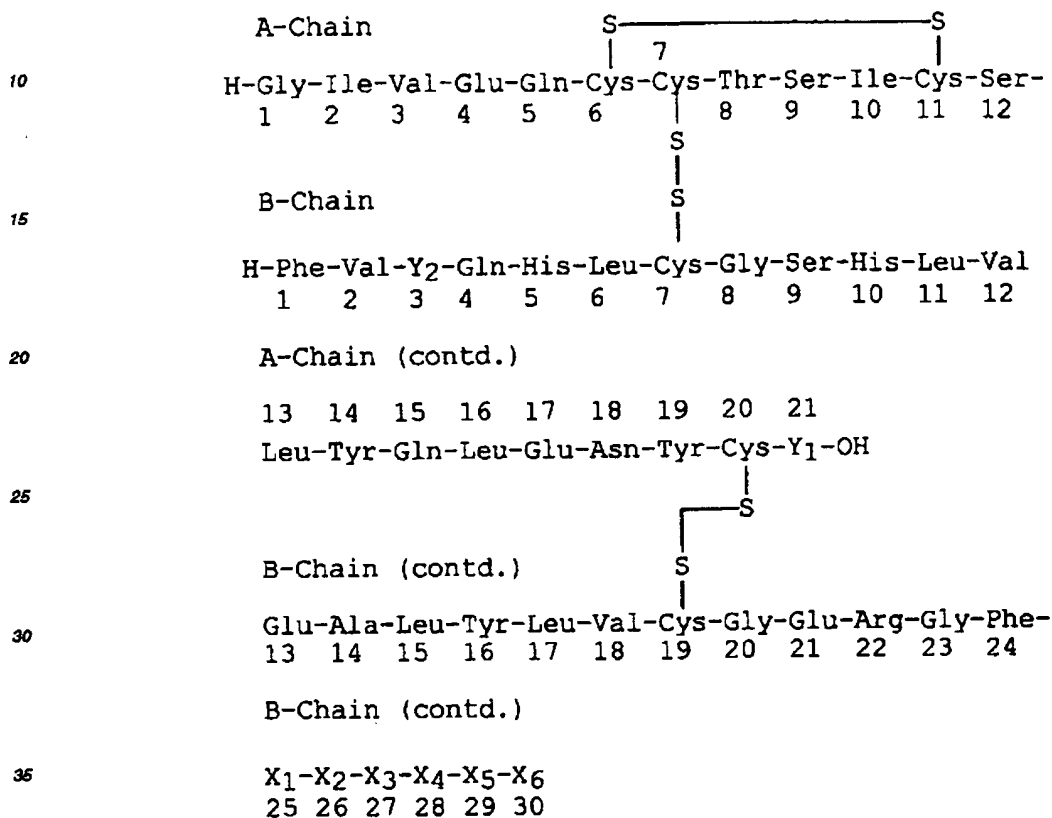 A-Chain
S S
7
10 H-Gly-Ile-Val-Glu-Gln-Cys-Cys-Thr-Ser-Ile-Cys-Ser-
1 2 3 4 5 6 8 9 10 11 12
S
S
B-Chain
15
H-Phe-Val-Y2-Gln-His-Leu-Cys-Gly-Ser-His-Leu-Val
1 2 3 4 5 6 7 8 9 10 11 12
20 A-Chain (contd.)
13 14 15 16 17 18 19 20 21
Leu-Tyr-Gln-Leu-Glu-Asn-Tyr-Cys-Y1-OH
25 S
S
B-Chain (contd.)
30 Glu-Ala-Leu-Tyr-Leu-Val-Cys-Gly-Glu-Arg-Gly-Phe-
13 14 15 16 17 18 19 20 21 22 23 24
B-Chain (contd.)
35 X1-X2-X3-X4-X5-X6
25 26 27 28 29 30